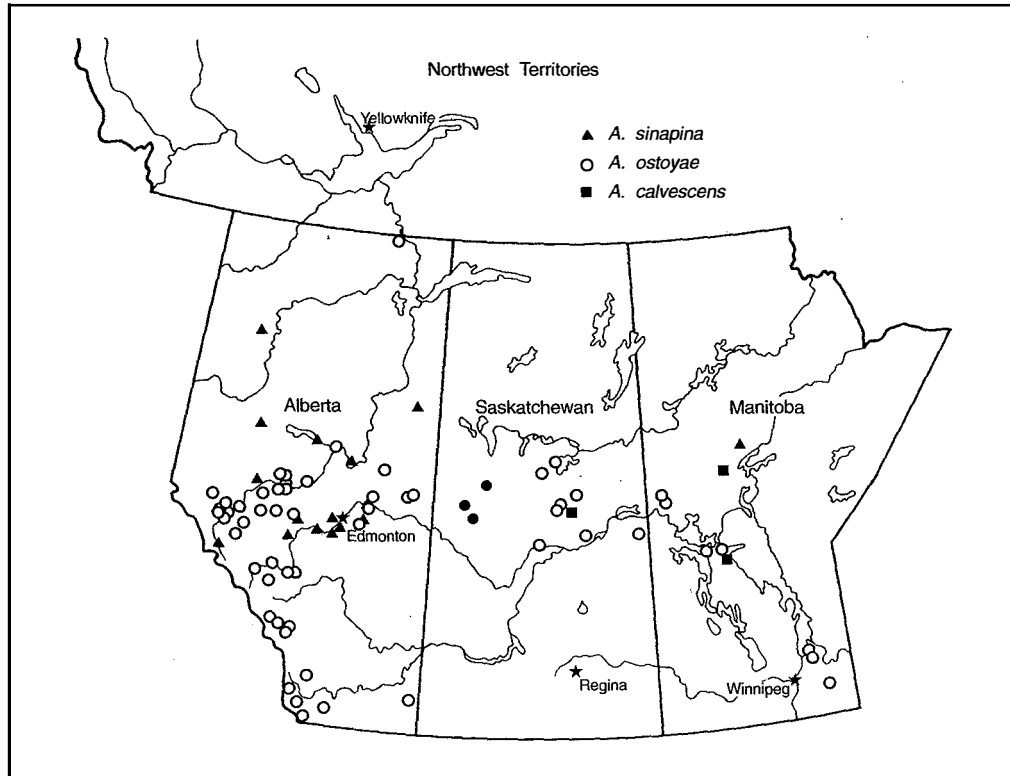 Northwest Territories
Yellowknife
A. sinapina
A. ostoyae
A. calvescens
Alberta
Saskatchewan
Manitoba
Edmonton
Regina
Winnipeg